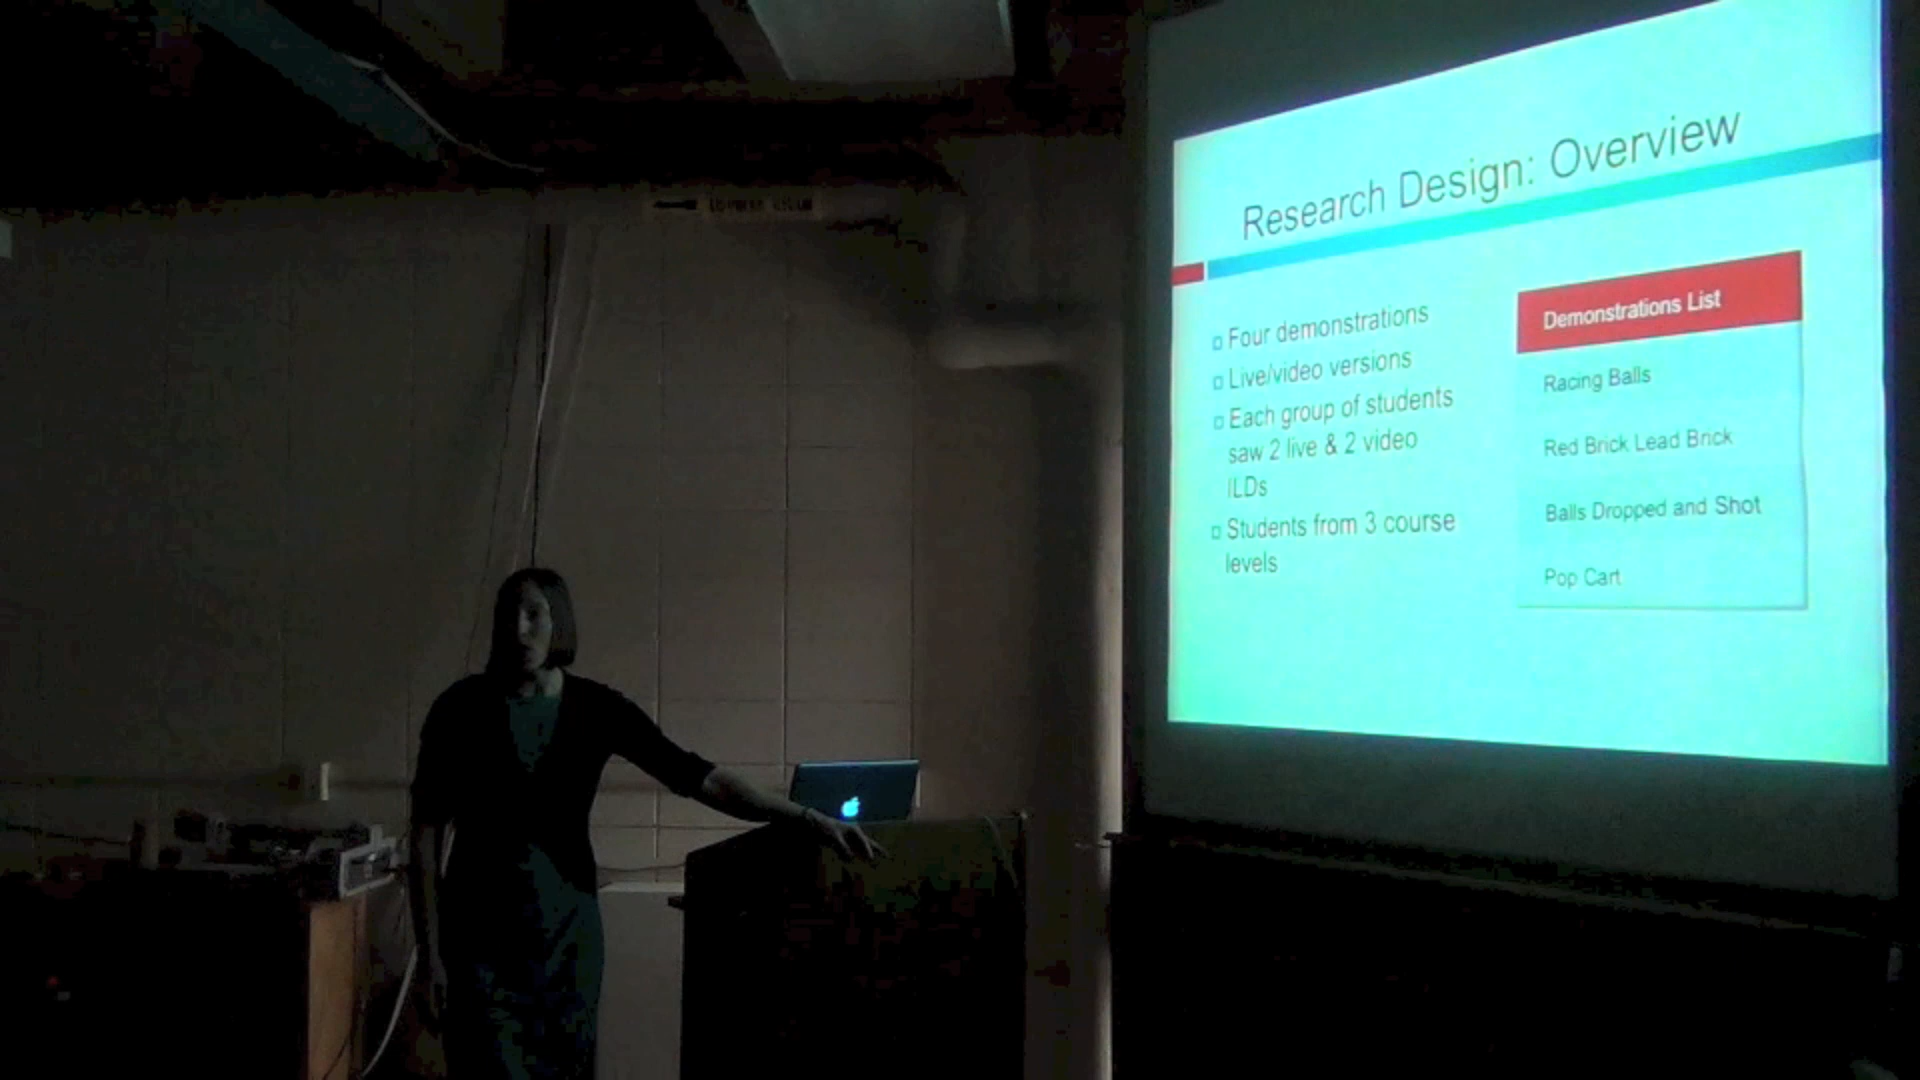 Research Design: Overview
Four demonstrations
Live/video versions
Each group of students
saw 2 live & 2 video
ILDs
Students from 3 course
levels
Demonstrations List
Racing Balls
Red Brick Lead Brick
Balls Dropped and Shot
Pop Cart